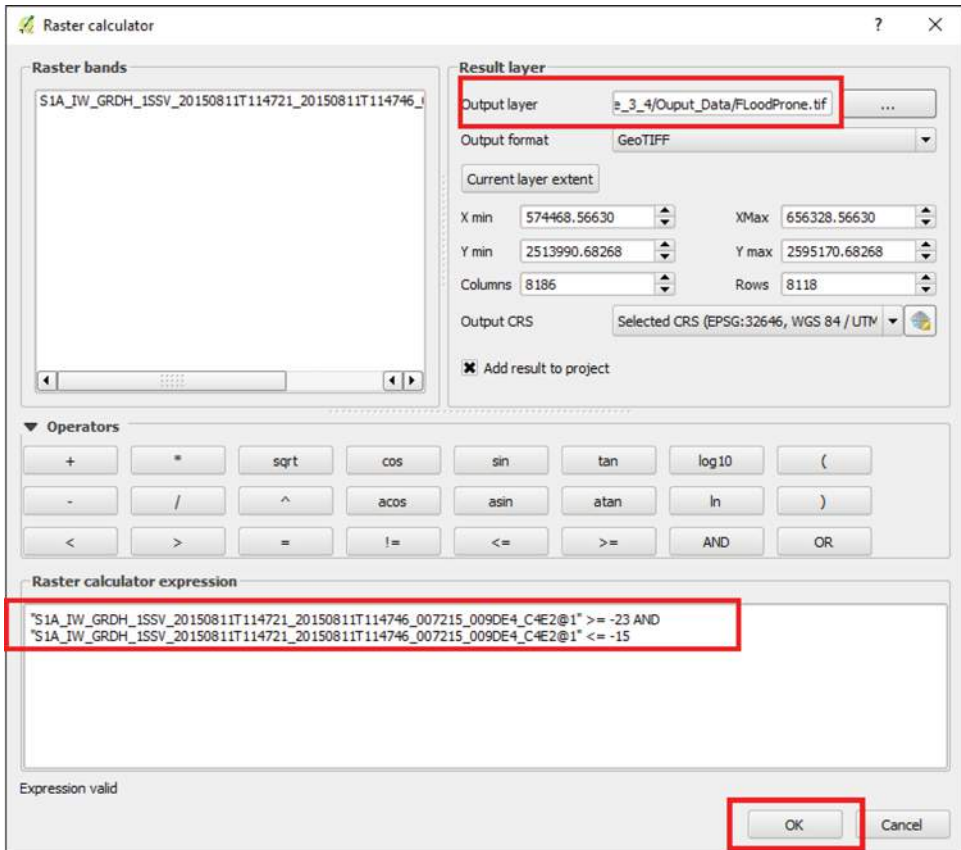 Raster calculator
?
Raster bands
S1A_IW_GRDH_1SSV_20150811T114721_20150811T114746_
Result layer
Output layer
e_3_4/Ouput_Data/FLoodProne.tif
...
Output format
GeoTIFF
Current layer extent
X min 574468.56630 XMax 656328.56630
Y min 2513990.68268 Y max 2595170.68268
Columns 8186 Rows 8118
Output CRS
Selected CRS (EPSG:32646, WGS 84 / UTM
Add result to project
Operators
+ * sqrt cos sin tan log10 (
- / ^ acos asin atan ln )
< > = != <= >= AND OR
Raster calculator expression
"S1A_IW_GRDH_1SSV_20150811T114721_20150811T114746_007215_009DE4_C4E2@1" >= -23 AND
"S1A_IW_GRDH_1SSV_20150811T114721_20150811T114746_007215_009DE4_C4E2@1" <= -15
Expression valid
OK Cancel